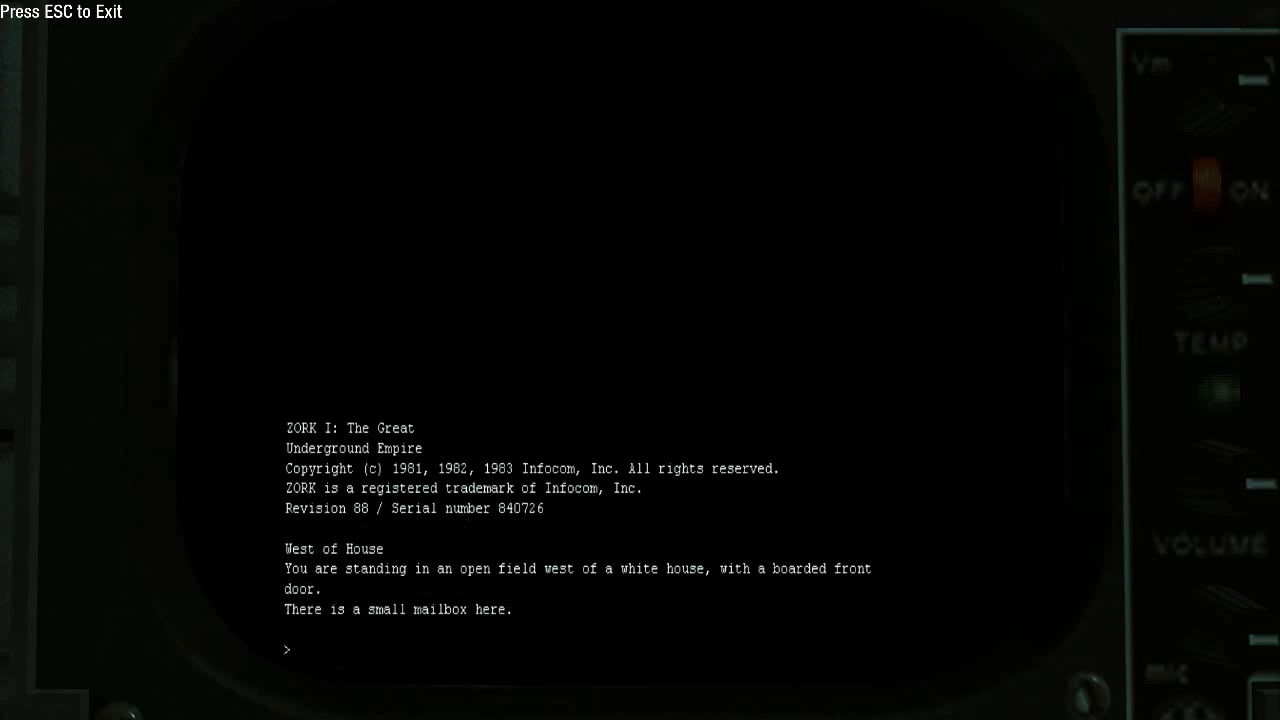 Press ESC to Exit
Vm
OFF ON
TEMP
VOLUME
mic
ZORK I: The Great
Underground Empire
Copyright (c) 1981, 1982, 1983 Infocom, Inc. All rights reserved.
ZORK is a registered trademark of Infocom, Inc.
Revision 88 / Serial number 840726
West of House
You are standing in an open field west of a white house, with a boarded front
door.
There is a small mailbox here.
>